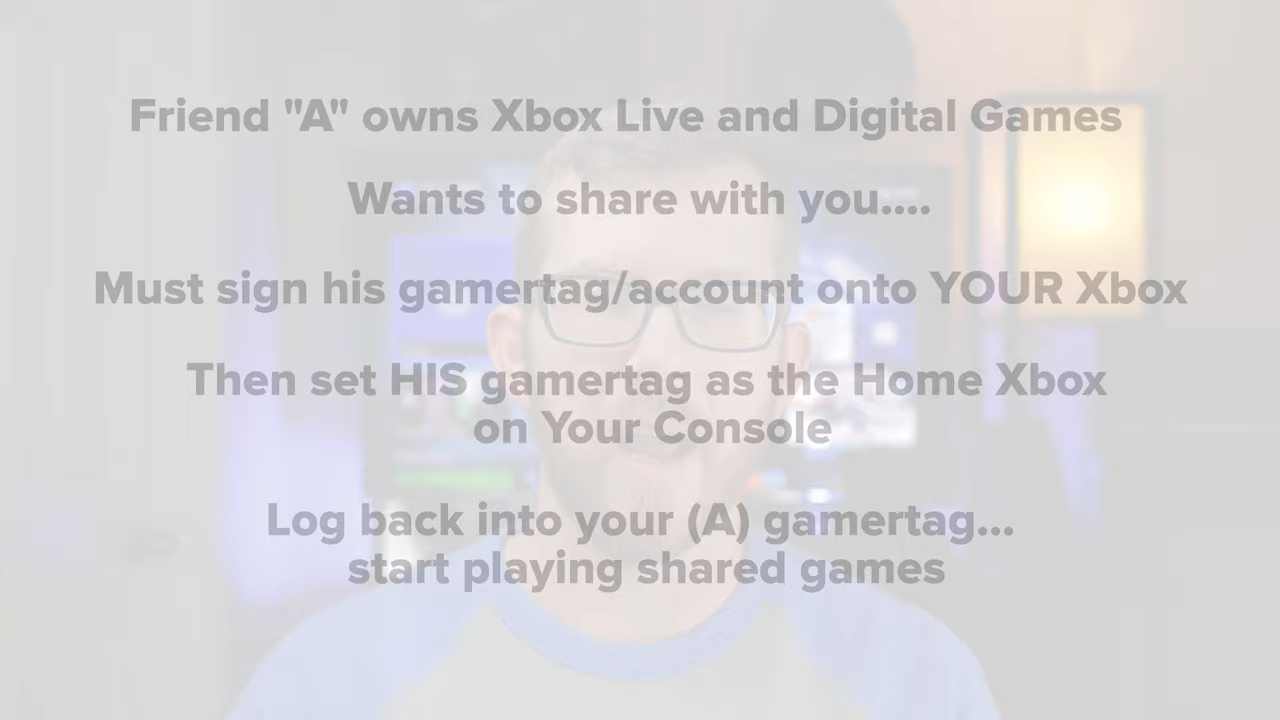 Friend "A" owns Xbox Live and Digital Games
Wants to share with you....
Must sign his gamertag/account onto YOUR Xbox
Then set HIS gamertag as the Home Xbox
on Your Console
Log back into your (A) gamertag...
start playing shared games